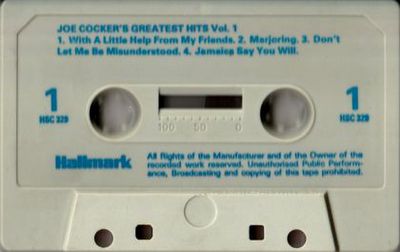 JOE COCKER'S GREATEST HITS Vol. 1
1. With A Little Help From My Friends. 2. Marjoring. 3. Don't
Let Me Be Misunderstood. 4. Jamaica Say You Will.
1
HSC 329
1
HSC 329
100 50 0
Hallmark
All Rights of the Manufacturer and of the Owner of the
recorded work reserved. Unauthorised Public Perform-
ance, Broadcasting and copying of this tape prohibited.